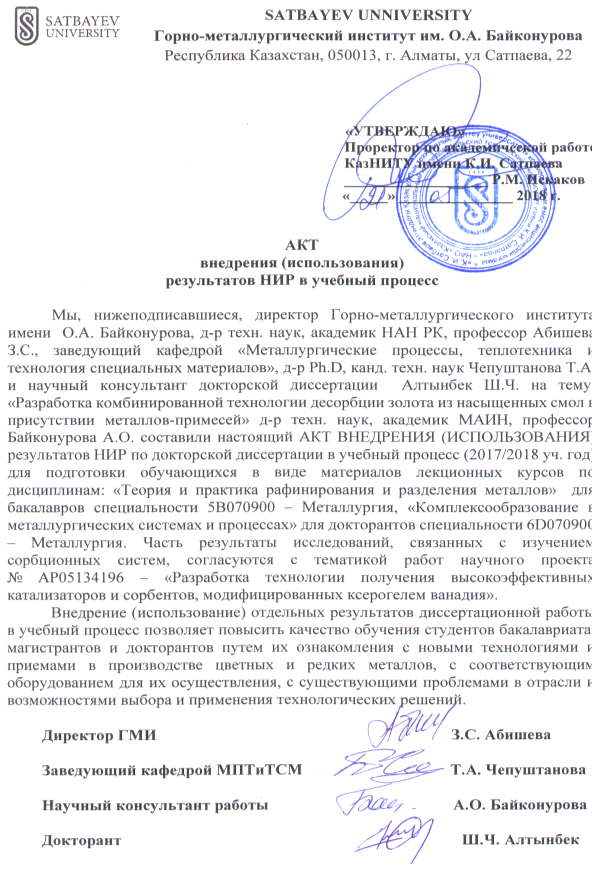 SATBAYEV
UNIVERSITY
SATBAYEV UNNIVERSITY
Горно-металлургический институт им. О.А. Байконурова
Республика Казахстан, 050013, г. Алматы, ул Сатпаева, 22
«УТВЕРЖДАЮ»
Проректор по академической работе
КазНИТУ имени К.И. Сатпаева
Р.М. Искаков
« » 2018 г.
АКТ
внедрения (использования)
результатов НИР в учебный процесс
Мы, нижеподписавшиеся, директор Горно-металлургического института
имени О.А. Байконурова, д-р техн. наук, академик НАН РК, профессор Абишева
З.С., заведующий кафедрой «Металлургические процессы, теплотехника и
технология специальных материалов», д-р Ph.D, канд. техн. наук Чепуштанова Т.А.
и научный консультант докторской диссертации Алтынбек Ш.Ч. на тему
«Разработка комбинированной технологии десорбции золота из насыщенных смол в
присутствии металлов-примесей» д-р техн. наук, академик МАИН, профессор
Байконурова А.О. составили настоящий АКТ ВНЕДРЕНИЯ (ИСПОЛЬЗОВАНИЯ)
результатов НИР по докторской диссертации в учебный процесс (2017/2018 уч. год)
для подготовки обучающихся в виде материалов лекционных курсов по
дисциплинам: «Теория и практика рафинирования и разделения металлов» для
бакалавров специальности 5В070900 – Металлургия, «Комплексообразование в
металлургических системах и процессах» для докторантов специальности 6D070900
– Металлургия. Часть результаты исследований, связанных с изучением
сорбционных систем, согласуются с тематикой работ научного проекта
№ АР05134196 – «Разработка технологии получения высокоэффективных
катализаторов и сорбентов, модифицированных ксерогелем ванадия».
Внедрение (использование) отдельных результатов диссертационной работы
в учебный процесс позволяет повысить качество обучения студентов бакалавриата,
магистрантов и докторантов путем их ознакомления с новыми технологиями и
приемами в производстве цветных и редких металлов, с соответствующим
оборудованием для их осуществления, с существующими проблемами в отрасли и
возможностями выбора и применения технологических решений.
Директор ГМИ З.С. Абишева
Заведующий кафедрой МПТиТСМ Т.А. Чепуштанова
Научный консультант работы А.О. Байконурова
Докторант Ш.Ч. Алтынбек